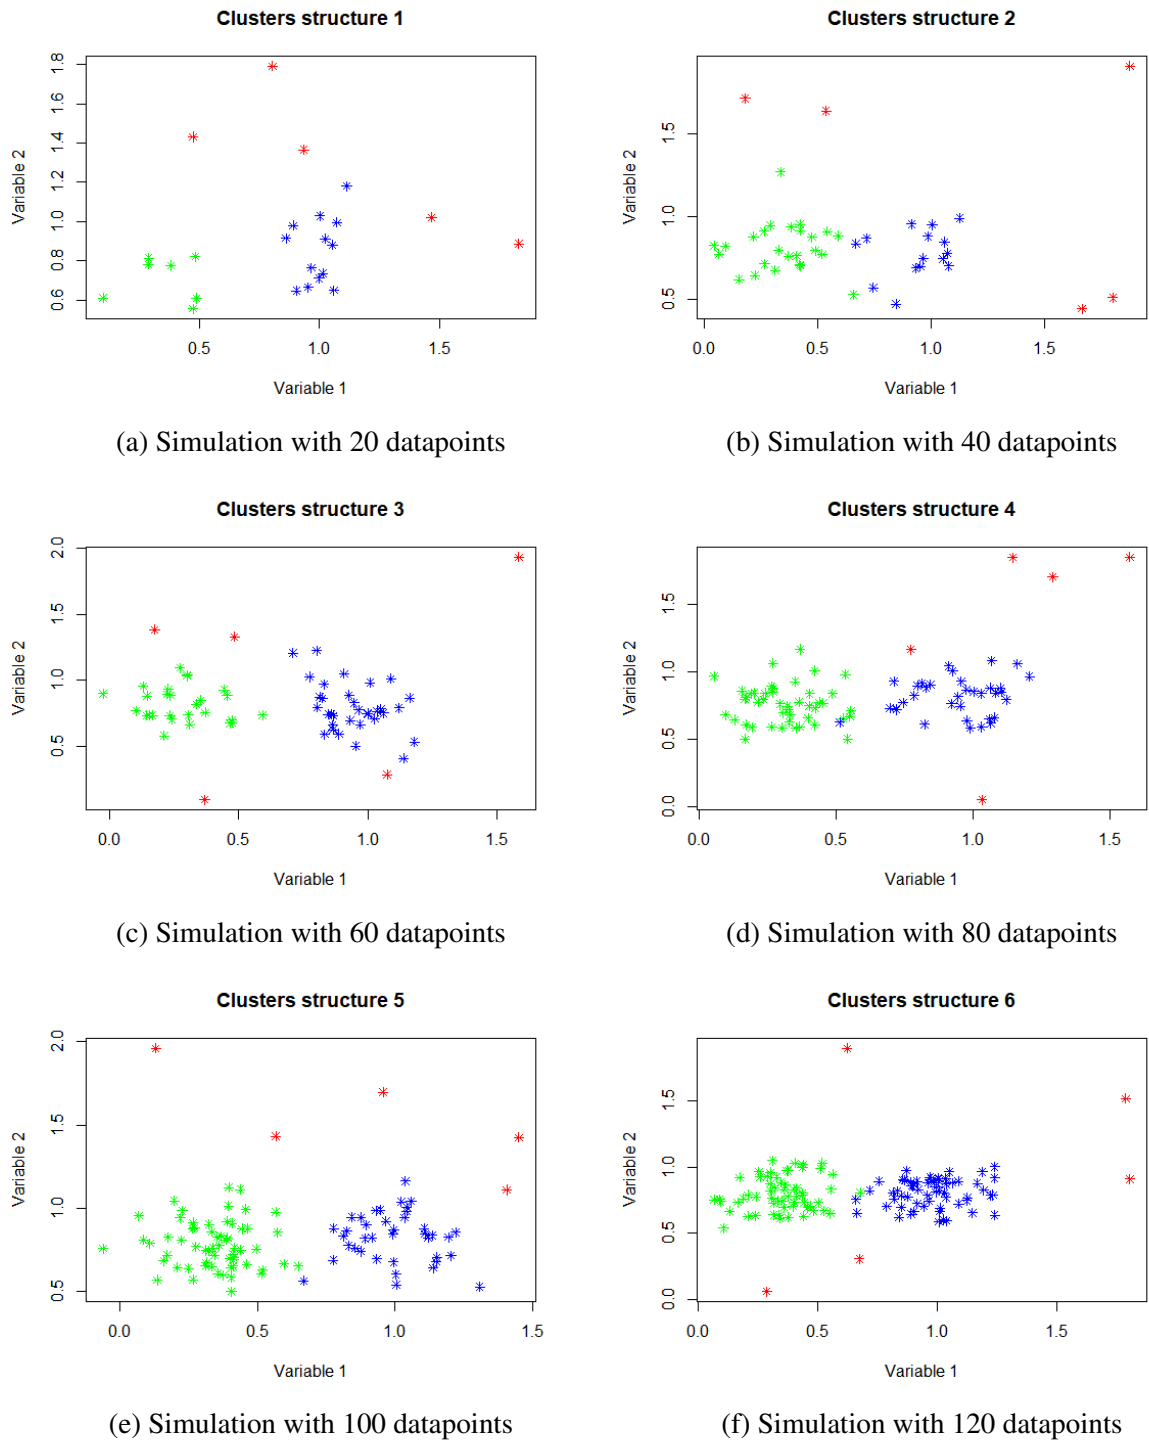 Clusters structure 1
Variable 2
0.6 0.8 1.0 1.2 1.4 1.6 1.8
0.5 1.0 1.5
Variable 1
(a) Simulation with 20 datapoints
Clusters structure 2
Variable 2
0.5 1.0 1.5
0.0 0.5 1.0 1.5
Variable 1
(b) Simulation with 40 datapoints
Clusters structure 3
Variable 2
0.5 1.0 1.5 2.0
0.0 0.5 1.0 1.5
Variable 1
(c) Simulation with 60 datapoints
Clusters structure 4
Variable 2
0.0 0.5 1.0 1.5
0.0 0.5 1.0 1.5
Variable 1
(d) Simulation with 80 datapoints
Clusters structure 5
Variable 2
0.5 1.0 1.5 2.0
0.0 0.5 1.0 1.5
Variable 1
(e) Simulation with 100 datapoints
Clusters structure 6
Variable 2
0.0 0.5 1.0 1.5
0.0 0.5 1.0 1.5
Variable 1
(f) Simulation with 120 datapoints